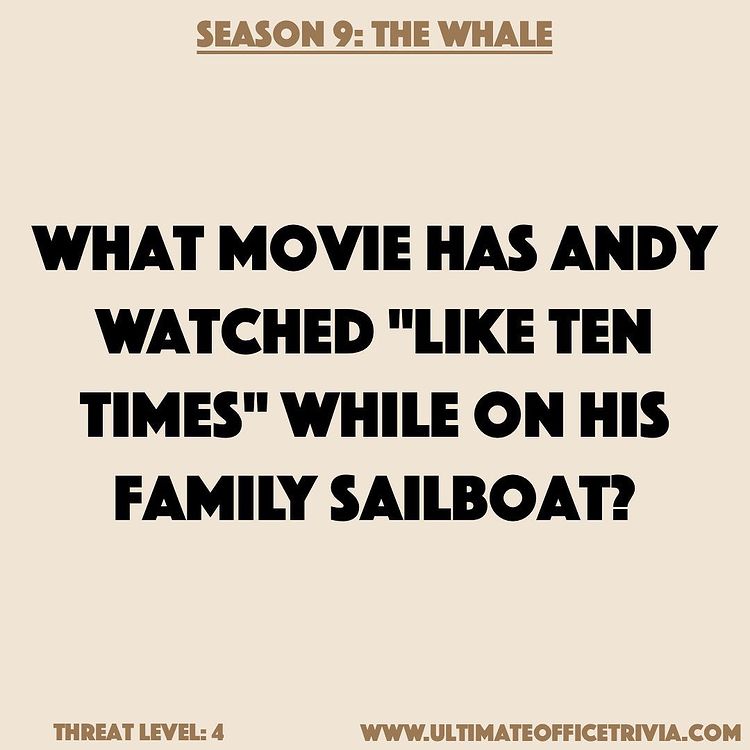 SEASON 9: THE WHALE
WHAT MOVIE HAS ANDY
WATCHED "LIKE TEN
TIMES" WHILE ON HIS
FAMILY SAILBOAT?
THREAT LEVEL: 4
WWW.ULTIMATEOFFICETRIVIA.COM